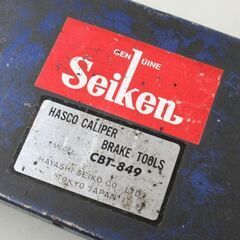 GENUINE
Seiken
HASCO CALIPER
BRAKE TOOLS
MODEL CBT-849
HAYASHI SEIKO CO., LTD.
TOKYO JAPAN